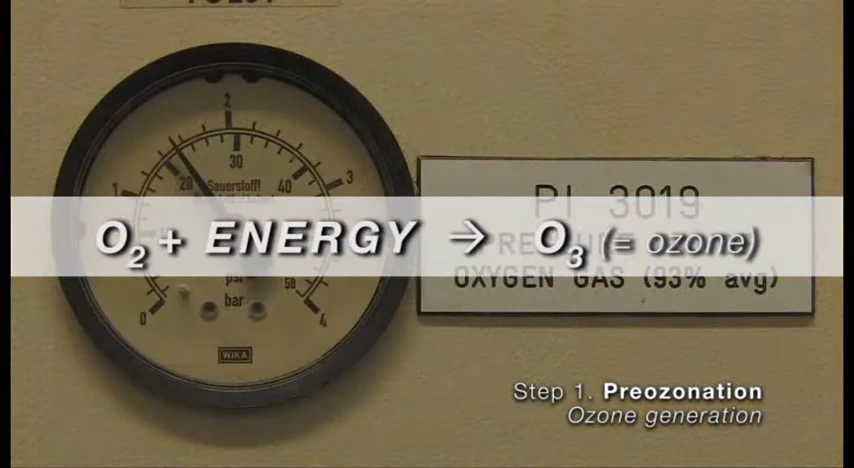 2
30
1
20
Sauerstoff!
40
3
PI 3019
O₂ + ENERGY → O₃ (= ozone)
OXYGEN GAS (93% avg)
psi
bar
58
0
4
WIKA
Step 1. Preozonation
Ozone generation